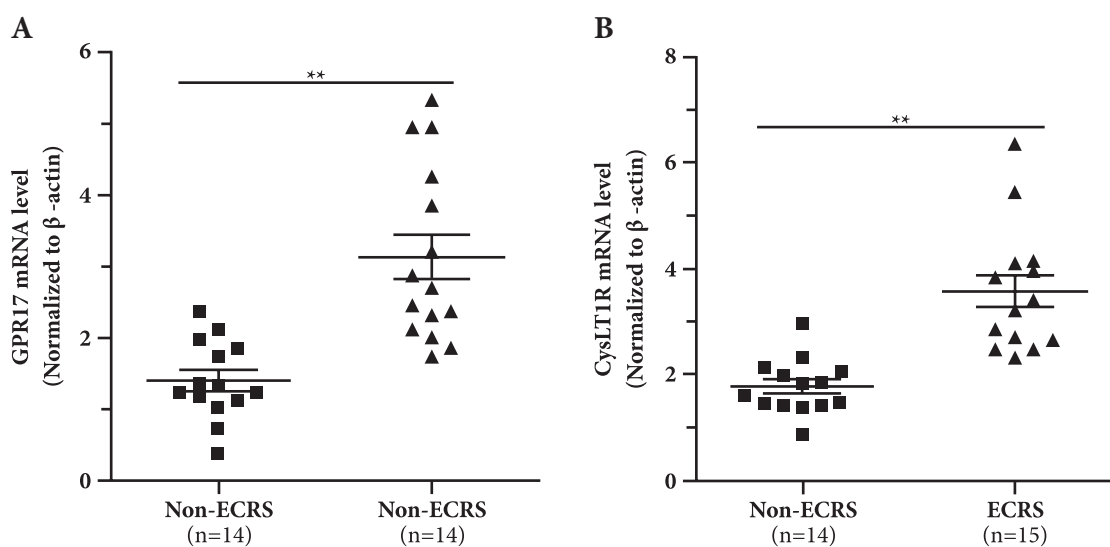 A
GPR17 mRNA level
(Normalized to β -actin)
6
4
2
0
**
Non-ECRS
(n=14)
Non-ECRS
(n=14)
B
CysLT1R mRNA level
(Normalized to β -actin)
8
6
4
2
0
**
Non-ECRS
(n=14)
ECRS
(n=15)